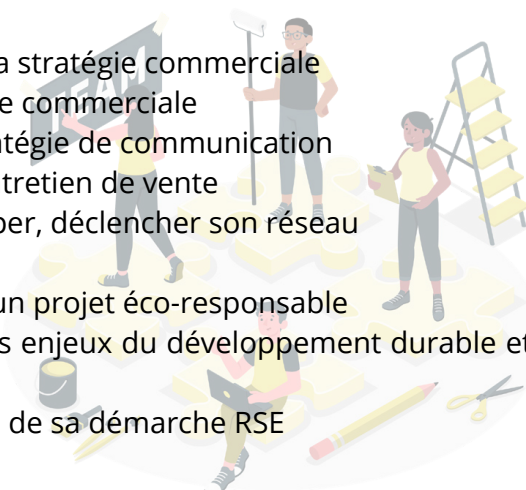 a stratégie commerciale
e commerciale
tégie de communication
tretien de vente
per, déclencher son réseau
un projet éco-responsable
s enjeux du développement durable et
de sa démarche RSE
TEAM